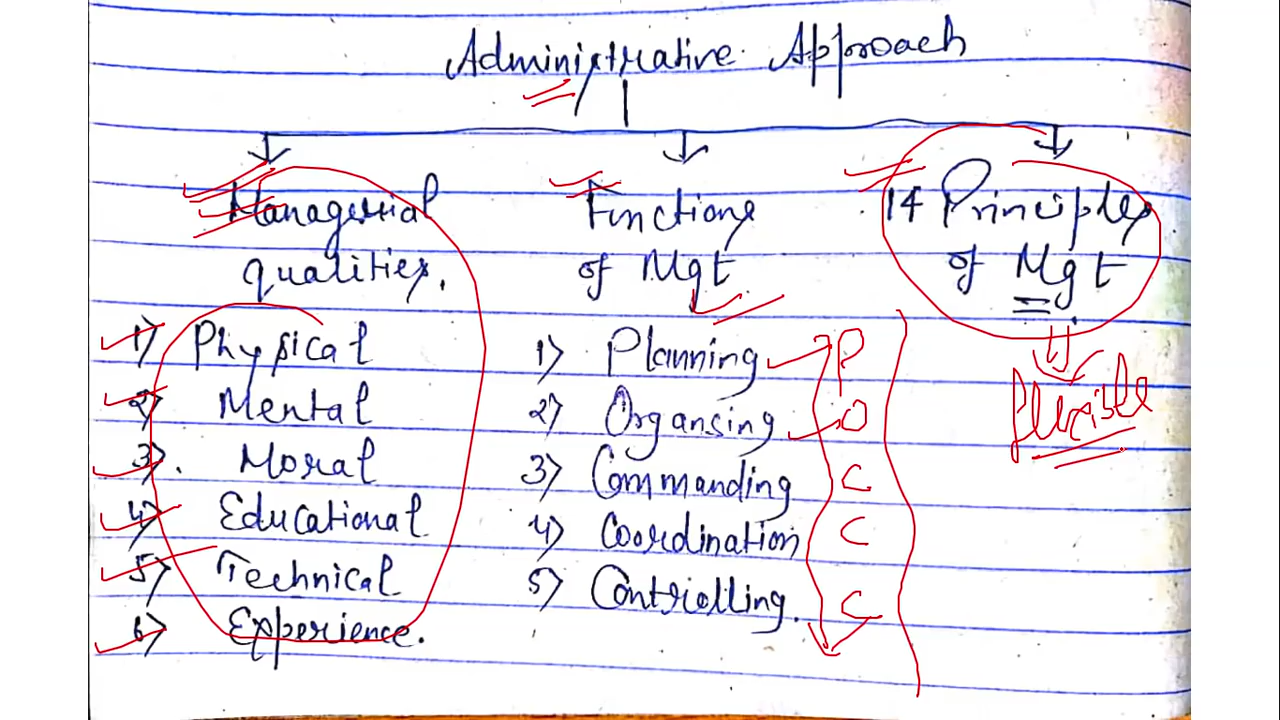 Administrative Approach
Managerial
qualities.
1) Physical
2) Mental
3) Moral
4) Educational
5) Technical
6) Experience.
Functions
of Mgt
1) Planning P
2) Organsing O
3) Commanding C
4) Coordination C
5) Controlling. C
14 Principles
of Mgt
flexible